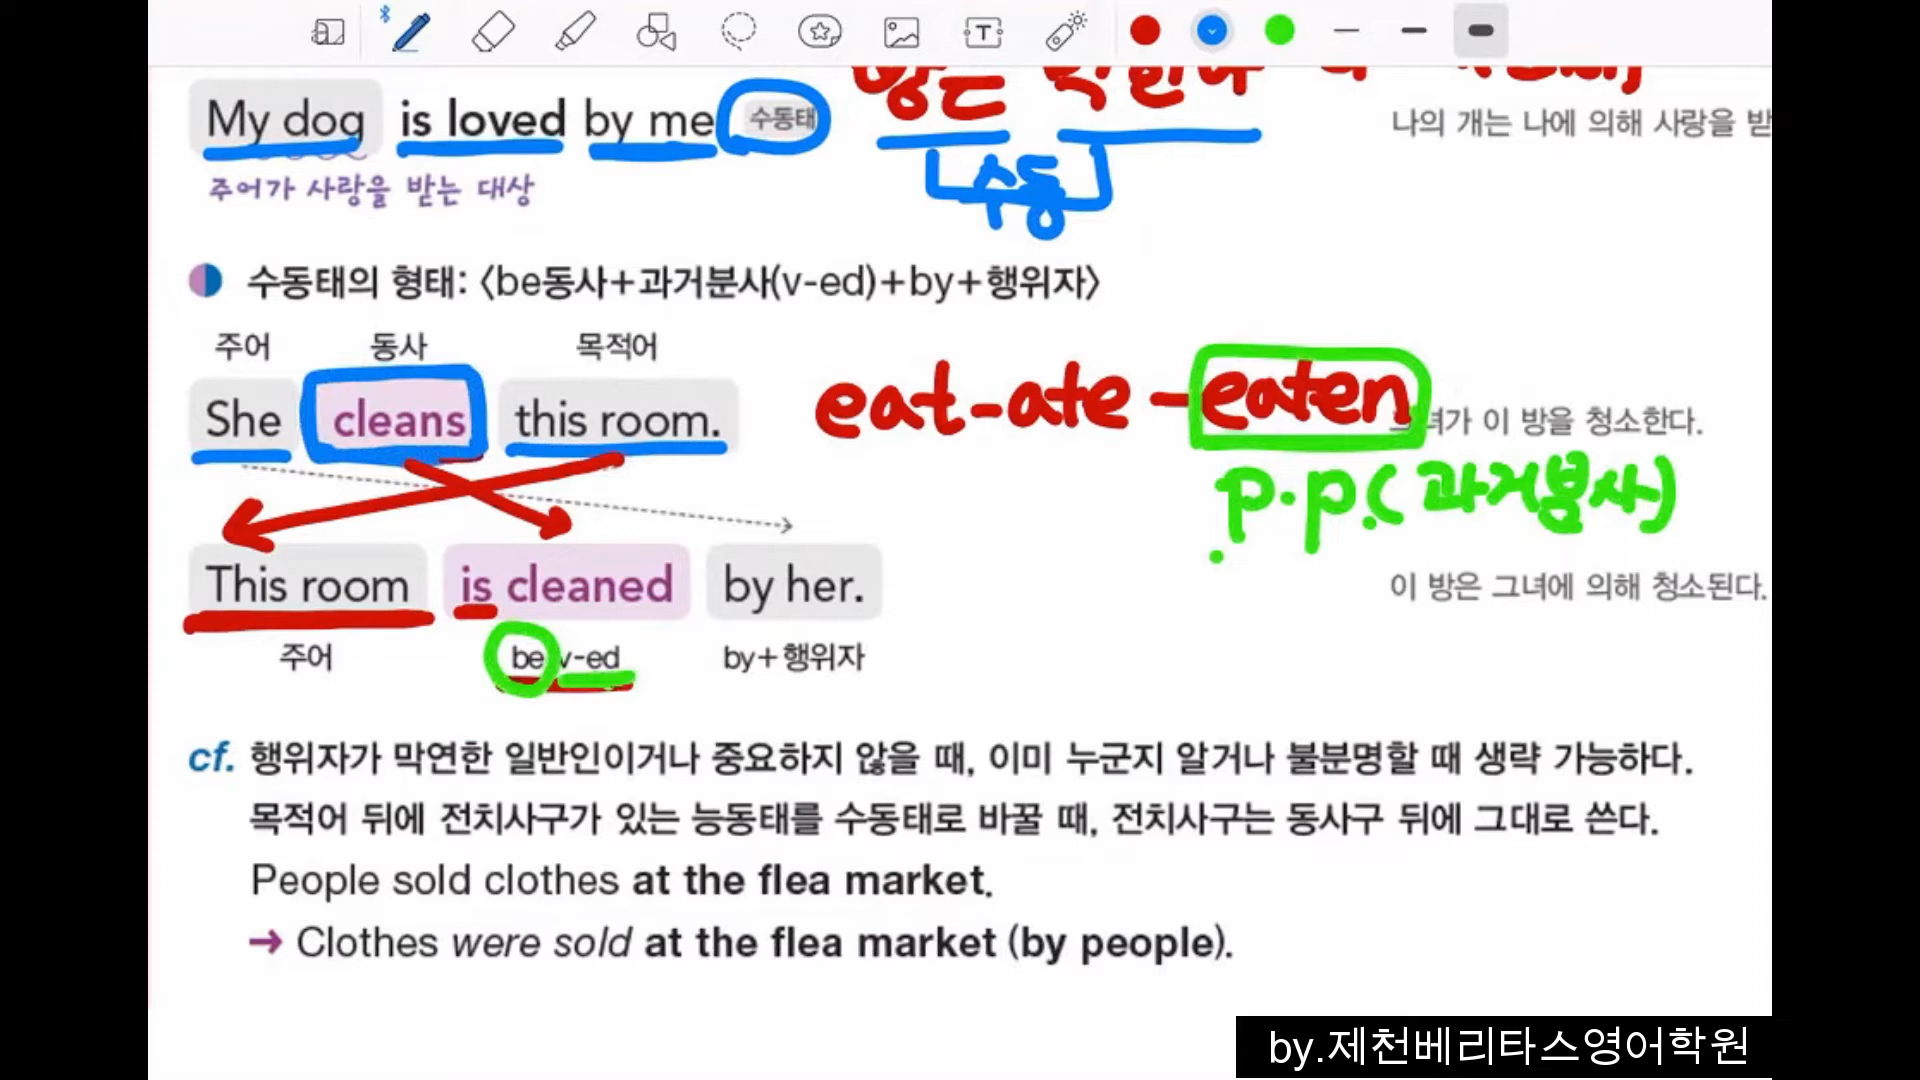 My dog is loved by me 수동태
나의 개는 나에 의해 사랑을 받
주어가 사랑을 받는 대상
수동
수동태의 형태: 〈be동사+과거분사(v-ed)+by+행위자〉
주어 동사 목적어
She cleans this room.
eat-ate-eaten
녀가 이 방을 청소한다.
p.p.(과거분사)
This room is cleaned by her.
이 방은 그녀에 의해 청소된다.
주어 be v-ed by+행위자
cf. 행위자가 막연한 일반인이거나 중요하지 않을 때, 이미 누군지 알거나 불분명할 때 생략 가능하다.
목적어 뒤에 전치사구가 있는 능동태를 수동태로 바꿀 때, 전치사구는 동사구 뒤에 그대로 쓴다.
People sold clothes at the flea market.
→ Clothes were sold at the flea market (by people).
by.제천베리타스영어학원